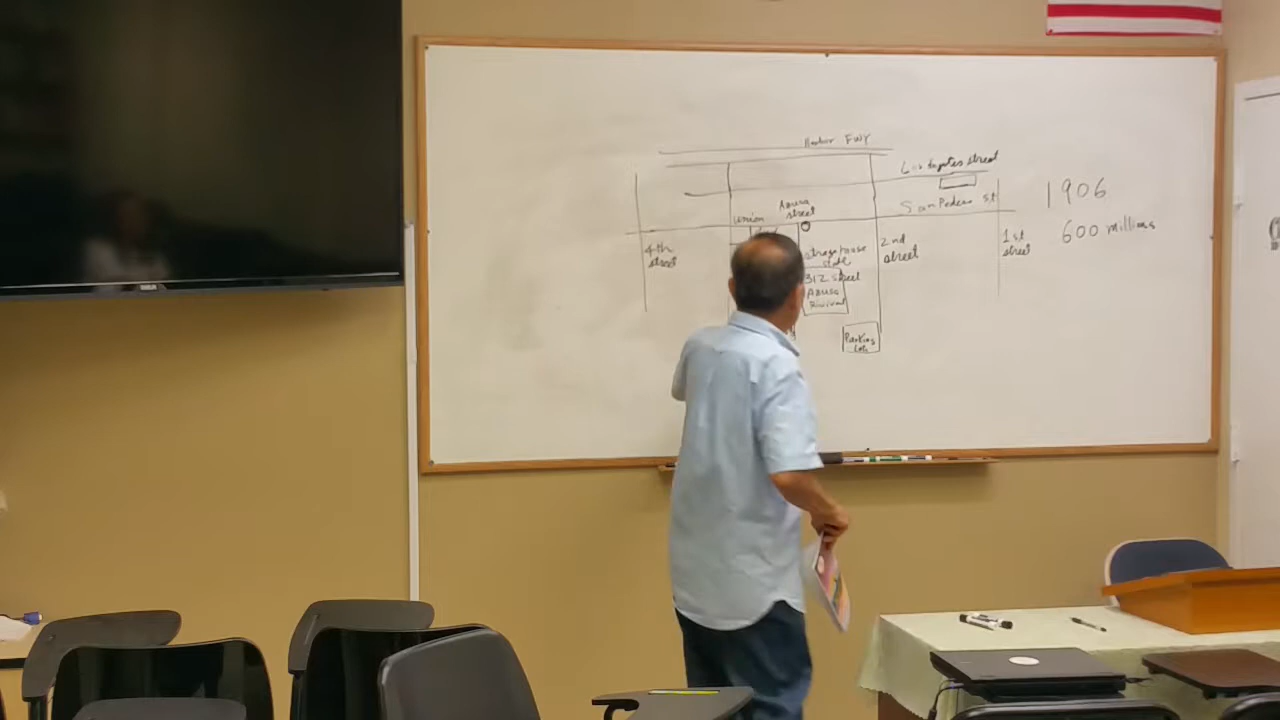 Harbor FWY
Los Angeles street
San Pedro St
1906
600 millions
Azusa
street
Union
4th
street
2nd
street
1st
street
312 street
Azusa
Parking
Lots